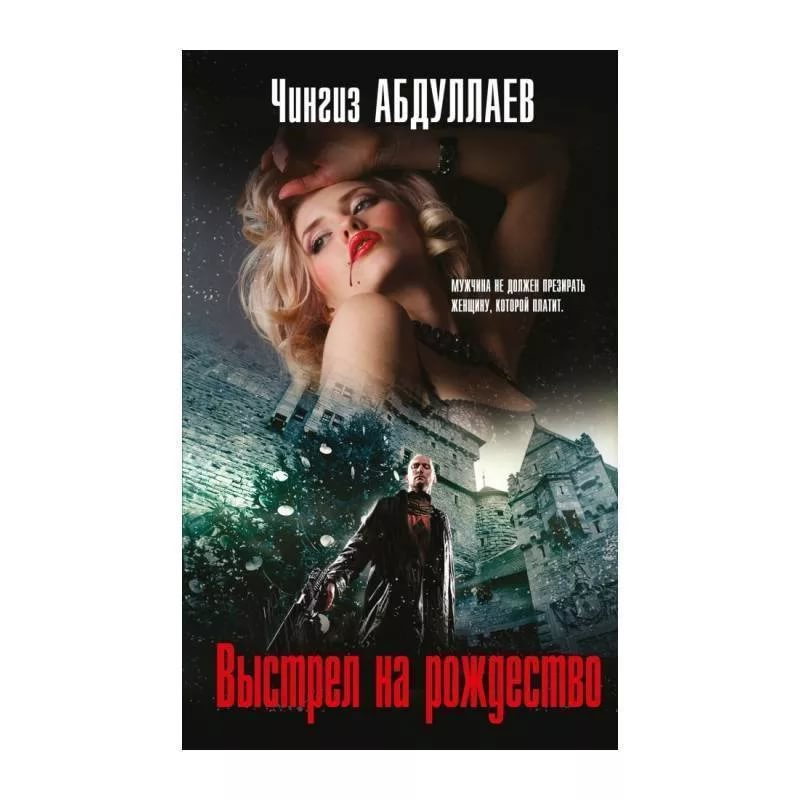 Чингиз АБДУЛЛАЕВ
МУЖЧИНА НЕ ДОЛЖЕН ПРЕЗИРАТЬ
ЖЕНЩИНУ, КОТОРОЙ ПЛАТИТ.
Выстрел на рождество